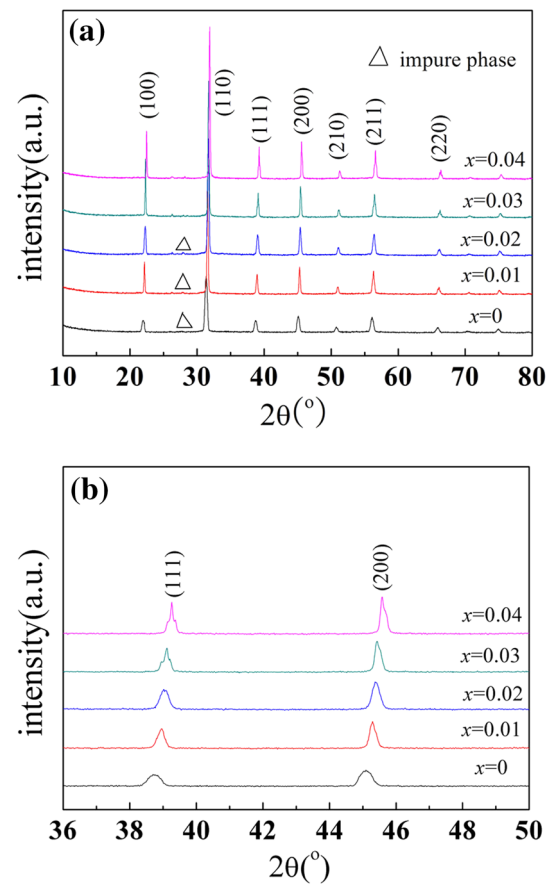 (a)
△ impure phase
(100)
(110)
(111)
(200)
(210)
(211)
(220)
x=0.04
x=0.03
x=0.02
x=0.01
x=0
△
△
△
intensity(a.u.)
10 20 30 40 50 60 70 80
2θ(°)
(b)
(111)
(200)
x=0.04
x=0.03
x=0.02
x=0.01
x=0
intensity(a.u.)
36 38 40 42 44 46 48 50
2θ(°)